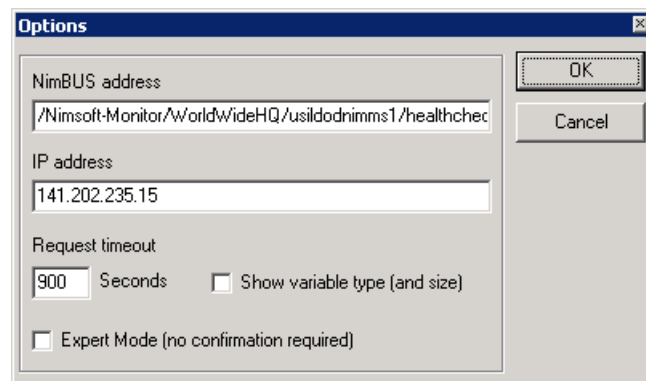 Options
NimBUS address
/Nimsoft-Monitor/WorldWideHQ/usildodnimms1/healthchec
IP address
141.202.235.15
Request timeout
900 Seconds Show variable type (and size)
Expert Mode (no confirmation required)
OK
Cancel